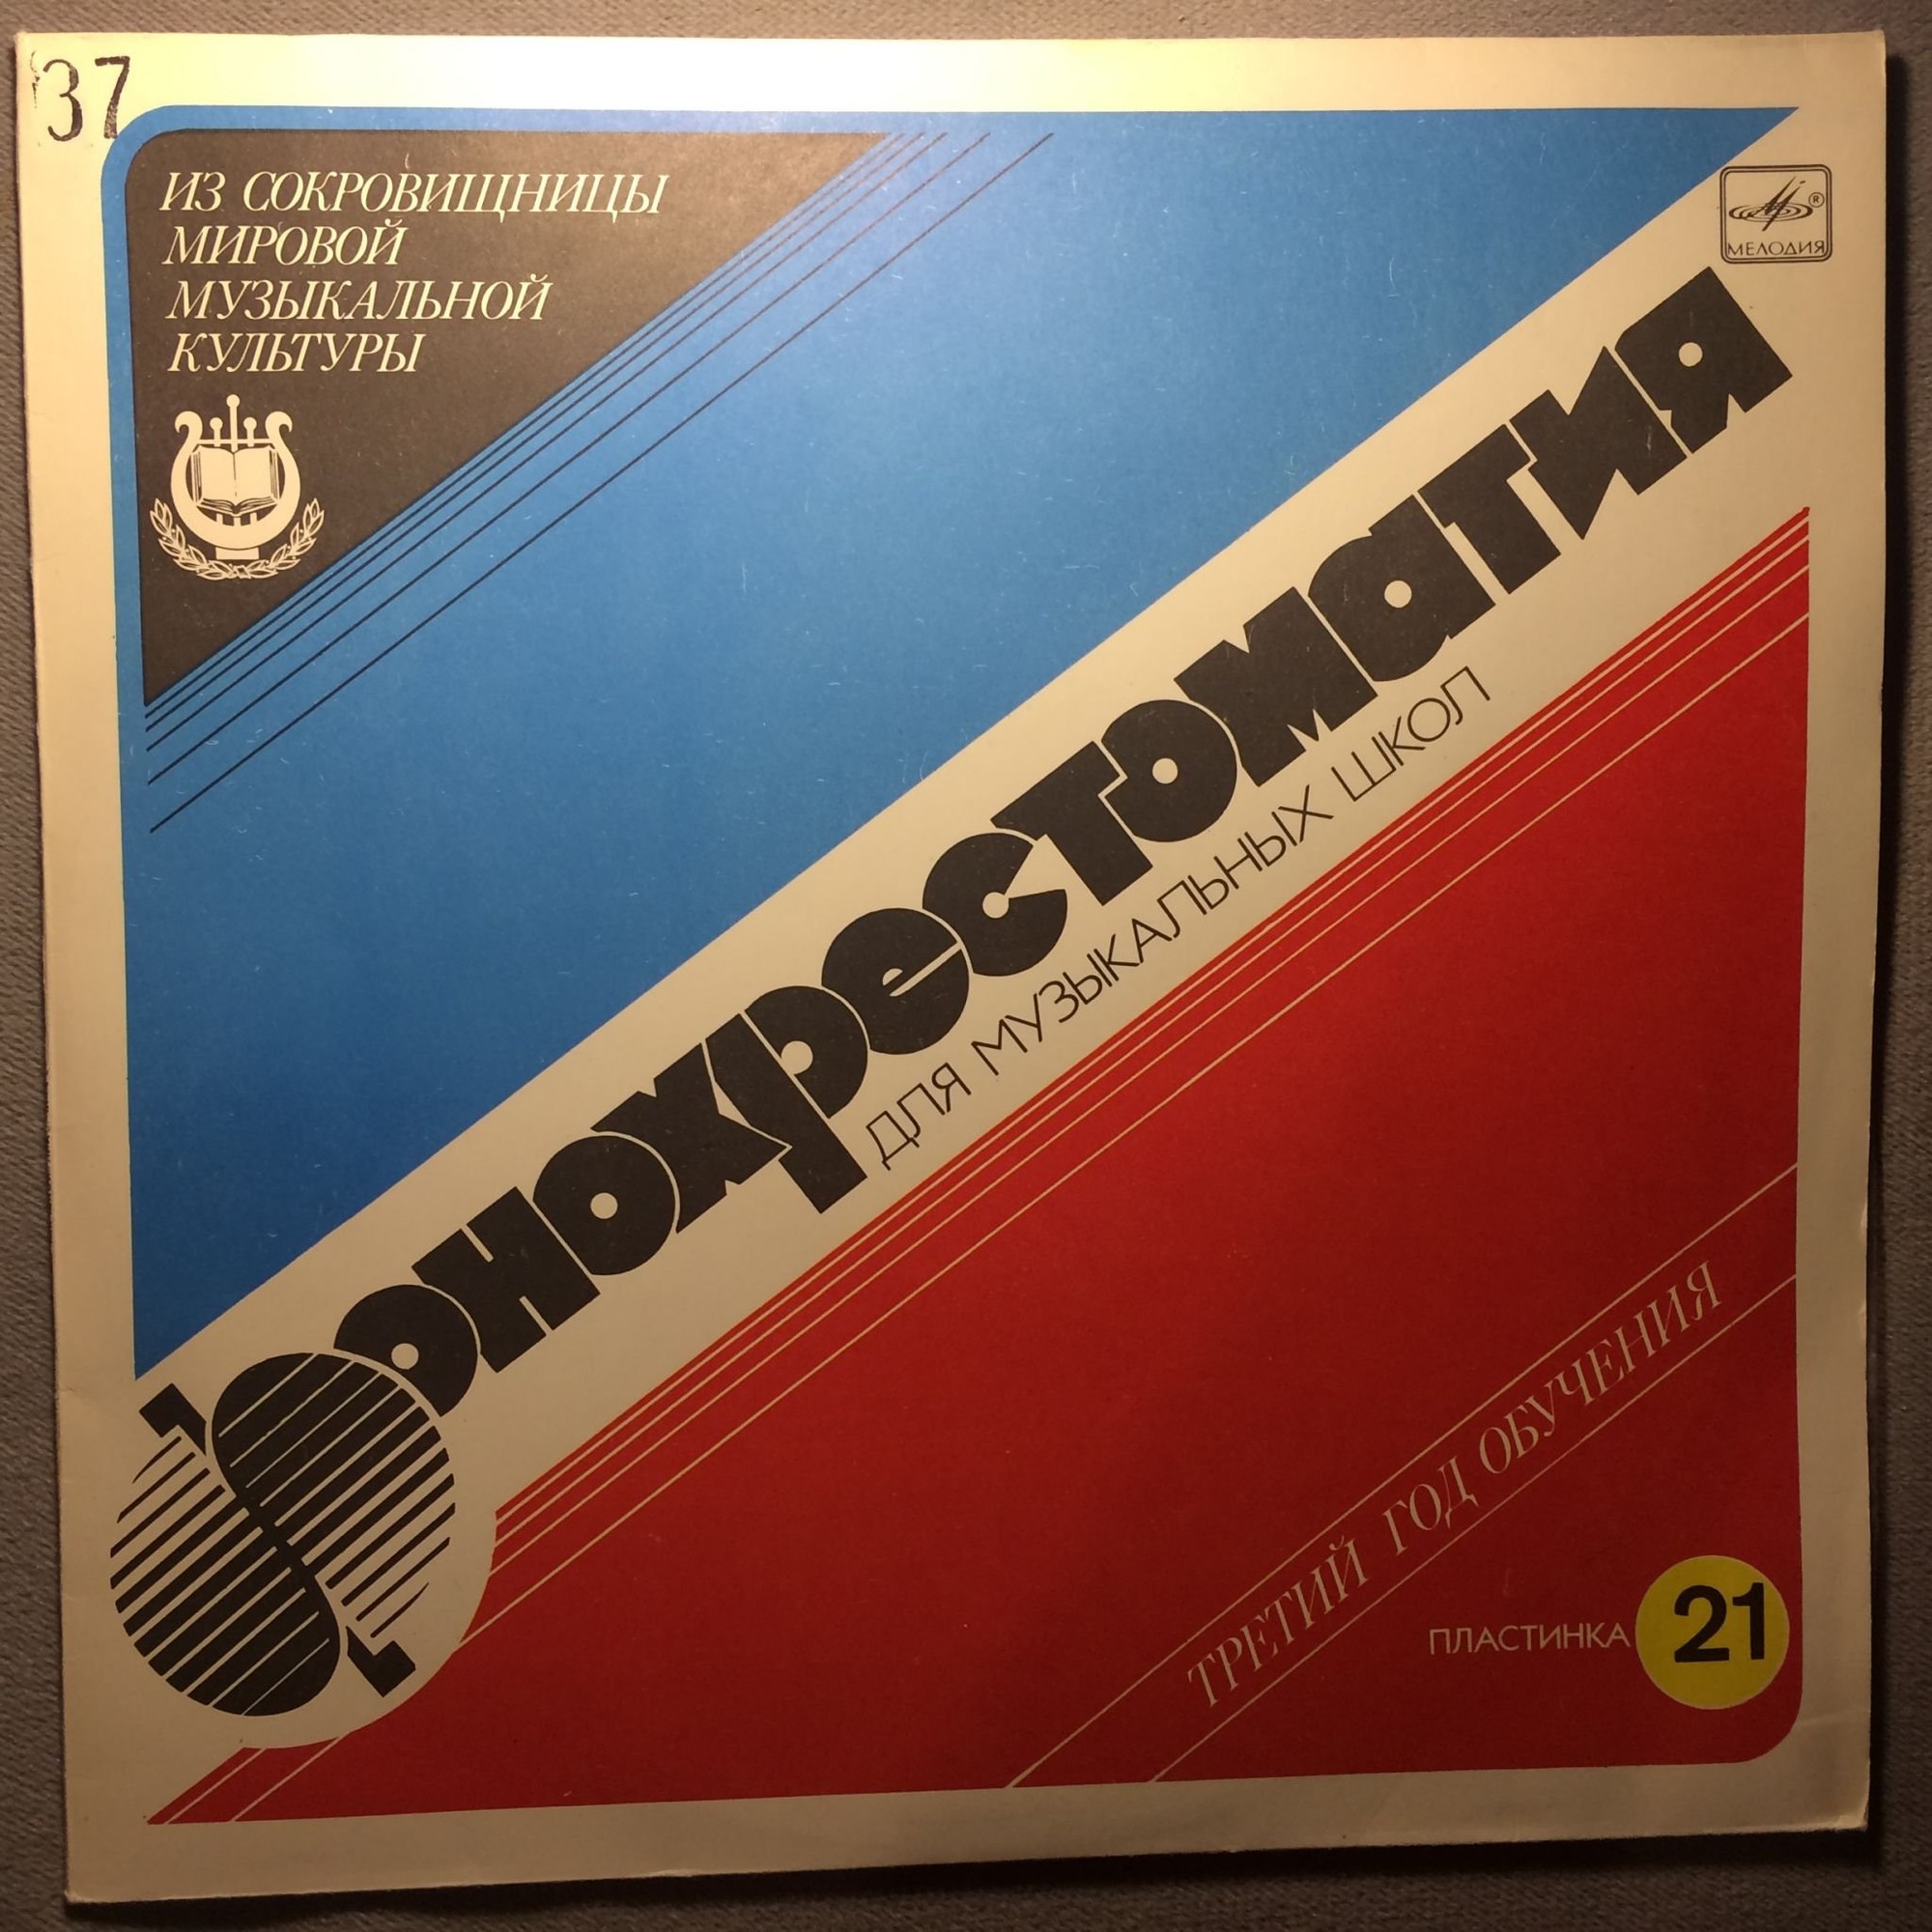 37
ИЗ СОКРОВИЩНИЦЫ
МИРОВОЙ
МУЗЫКАЛЬНОЙ
КУЛЬТУРЫ
®
МЕЛОДИЯ
фонохрестоматия
ДЛЯ МУЗЫКАЛЬНЫХ ШКОЛ
ТРЕТИЙ ГОД ОБУЧЕНИЯ
ПЛАСТИНКА 21